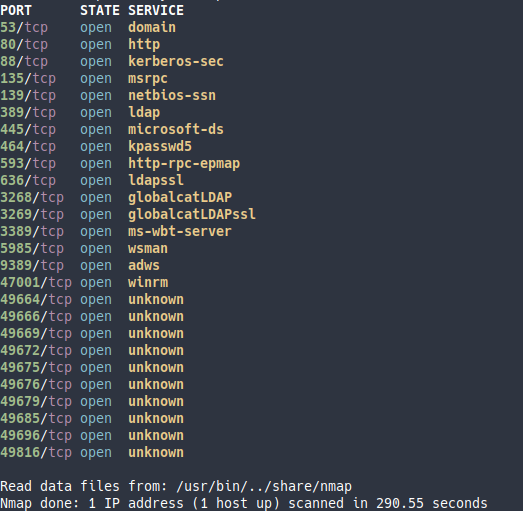 PORT      STATE SERVICE
53/tcp    open  domain
80/tcp    open  http
88/tcp    open  kerberos-sec
135/tcp   open  msrpc
139/tcp   open  netbios-ssn
389/tcp   open  ldap
445/tcp   open  microsoft-ds
464/tcp   open  kpasswd5
593/tcp   open  http-rpc-epmap
636/tcp   open  ldapssl
3268/tcp  open  globalcatLDAP
3269/tcp  open  globalcatLDAPssl
3389/tcp  open  ms-wbt-server
5985/tcp  open  wsman
9389/tcp  open  adws
47001/tcp open  winrm
49664/tcp open  unknown
49666/tcp open  unknown
49669/tcp open  unknown
49672/tcp open  unknown
49675/tcp open  unknown
49676/tcp open  unknown
49679/tcp open  unknown
49685/tcp open  unknown
49696/tcp open  unknown
49816/tcp open  unknown
Read data files from: /usr/bin/../share/nmap
Nmap done: 1 IP address (1 host up) scanned in 290.55 seconds